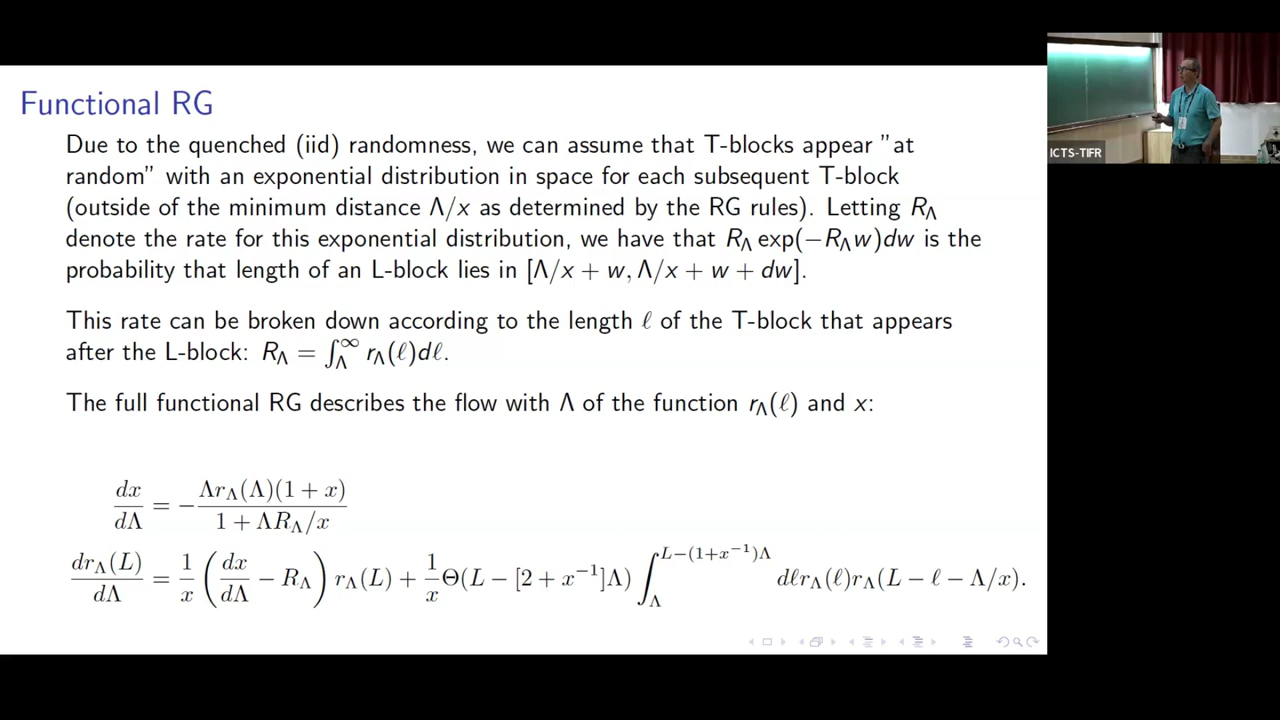 Functional RG
Due to the quenched (iid) randomness, we can assume that T-blocks appear "at
random" with an exponential distribution in space for each subsequent T-block
(outside of the minimum distance Λ/x as determined by the RG rules). Letting R_Λ
denote the rate for this exponential distribution, we have that R_Λ exp(−R_Λw)dw is the
probability that length of an L-block lies in [Λ/x + w, Λ/x + w + dw].
This rate can be broken down according to the length ℓ of the T-block that appears
after the L-block: R_Λ = ∫_Λ^∞ r_Λ(ℓ)dℓ.
The full functional RG describes the flow with Λ of the function r_Λ(ℓ) and x:
dx/dΛ = − Λr_Λ(Λ)(1 + x) / (1 + ΛR_Λ/x)
dr_Λ(L)/dΛ = 1/x (dx/dΛ − R_Λ) r_Λ(L) + 1/x Θ(L − [2 + x⁻¹]Λ) ∫_Λ^{L−(1+x⁻¹)Λ} dℓr_Λ(ℓ)r_Λ(L − ℓ − Λ/x).
ICTS-TIFR